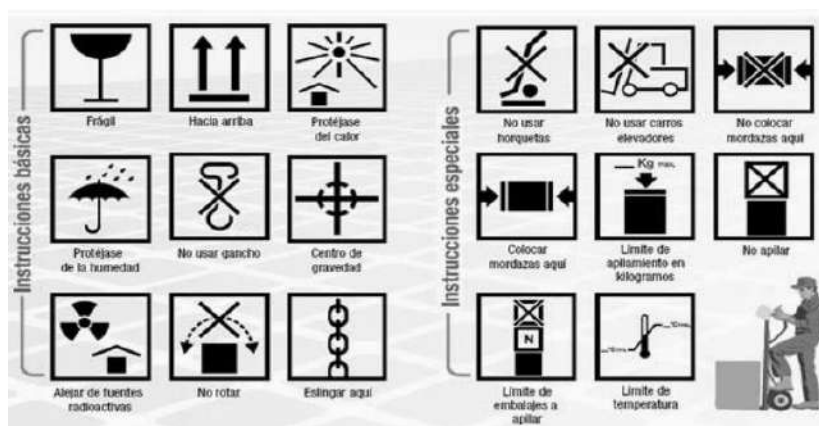 Instrucciones básicas
Frágil
Hacia arriba
Protéjase
del calor
Protéjase
de la humedad
No usar gancho
Centro de
gravedad
Alejar de fuentes
radioactivas
No rotar
Eslingar aquí
Instrucciones especiales
No usar
horquetas
No usar carros
elevadores
No colocar
mordazas aquí
Colocar
mordazas aquí
Kg max.
Límite de
apilamiento en
kilogramos
No apilar
N
Límite de
embalajes a
apilar
Límite de
temperatura